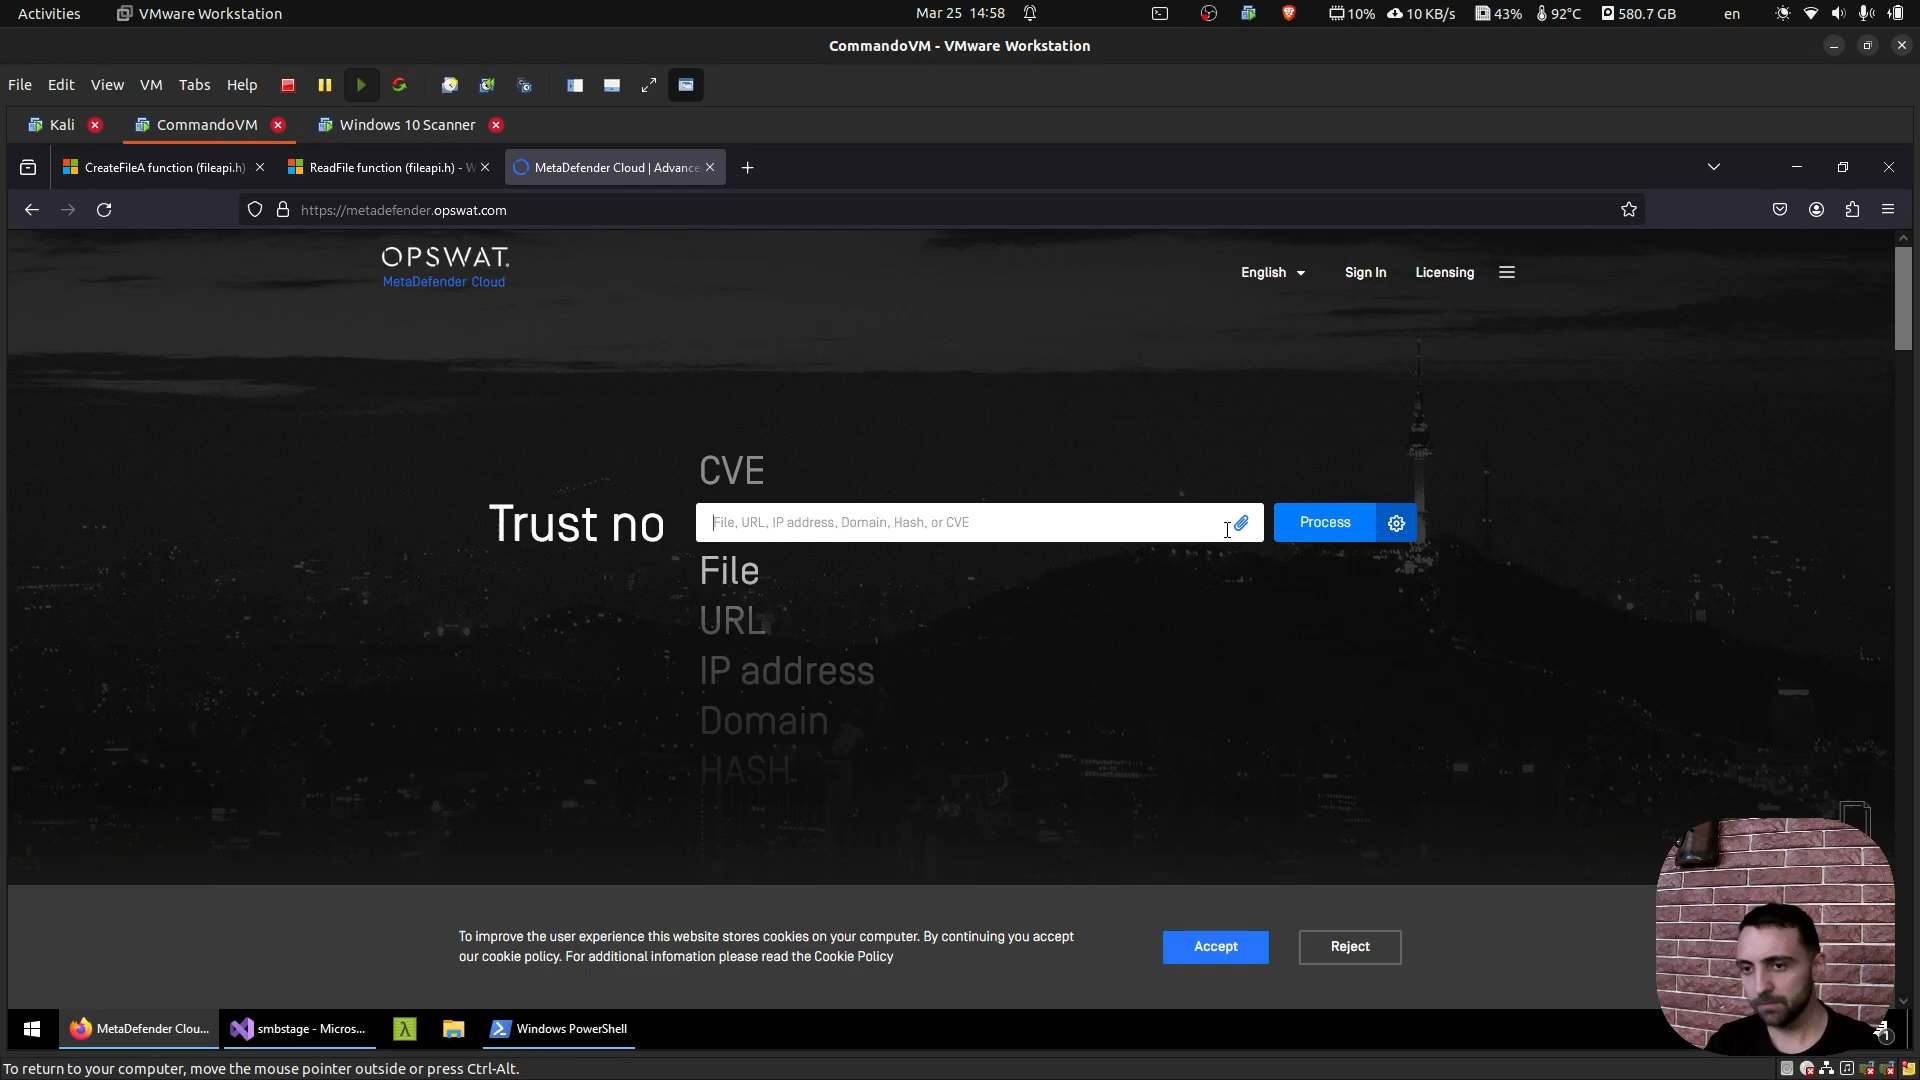 Activities
VMware Workstation
Mar 25 14:58
10%
10 KB/s
43%
92°C
580.7 GB
en
CommandoVM - VMware Workstation
File Edit View VM Tabs Help
Kali
CommandoVM
Windows 10 Scanner
CreateFileA function (fileapi.h)
ReadFile function (fileapi.h) - W
MetaDefender Cloud | Advance
https://metadefender.opswat.com
OPSWAT.
MetaDefender Cloud
English
Sign In
Licensing
CVE
Trust no
File, URL, IP address, Domain, Hash, or CVE
Process
File
URL
IP address
Domain
HASH
To improve the user experience this website stores cookies on your computer. By continuing you accept
our cookie policy. For additional infomation please read the Cookie Policy
Accept
Reject
MetaDefender Clou...
smbstage - Micros...
Windows PowerShell
1
To return to your computer, move the mouse pointer outside or press Ctrl-Alt.